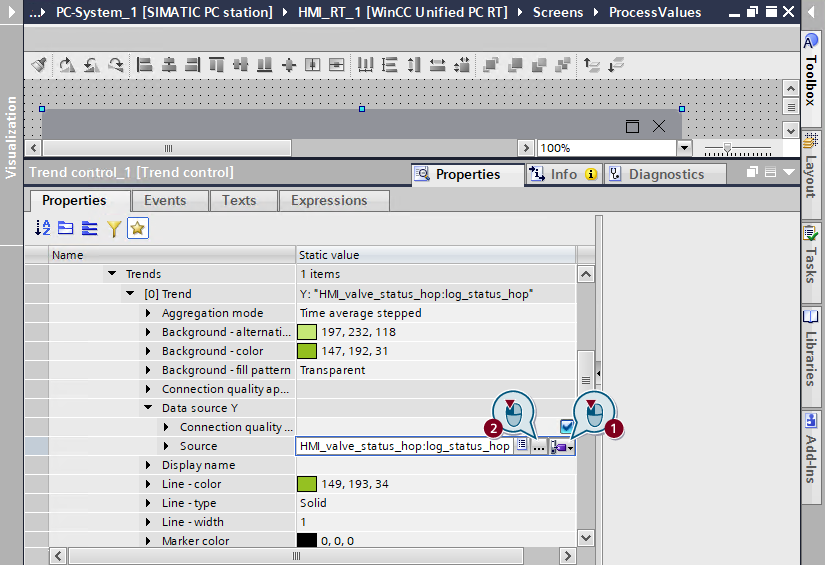 ...▸ PC-System_1 [SIMATIC PC station] ▸ HMI_RT_1 [WinCC Unified PC RT] ▸ Screens ▸ ProcessValues
Visualization
100%
Trend control_1 [Trend control]
Properties Info Diagnostics
Properties Events Texts Expressions
Name Static value
Trends 1 items
[0] Trend Y: "HMI_valve_status_hop:log_status_hop"
Aggregation mode Time average stepped
Background - alternati... 197, 232, 118
Background - color 147, 192, 31
Background - fill pattern Transparent
Connection quality ap...
Data source Y
Connection quality ...
Source HMI_valve_status_hop:log_status_hop ...
2 1
Display name
Line - color 149, 193, 34
Line - type Solid
Line - width 1
Marker color 0, 0, 0
Toolbox
Layout
Tasks
Libraries
Add-Ins